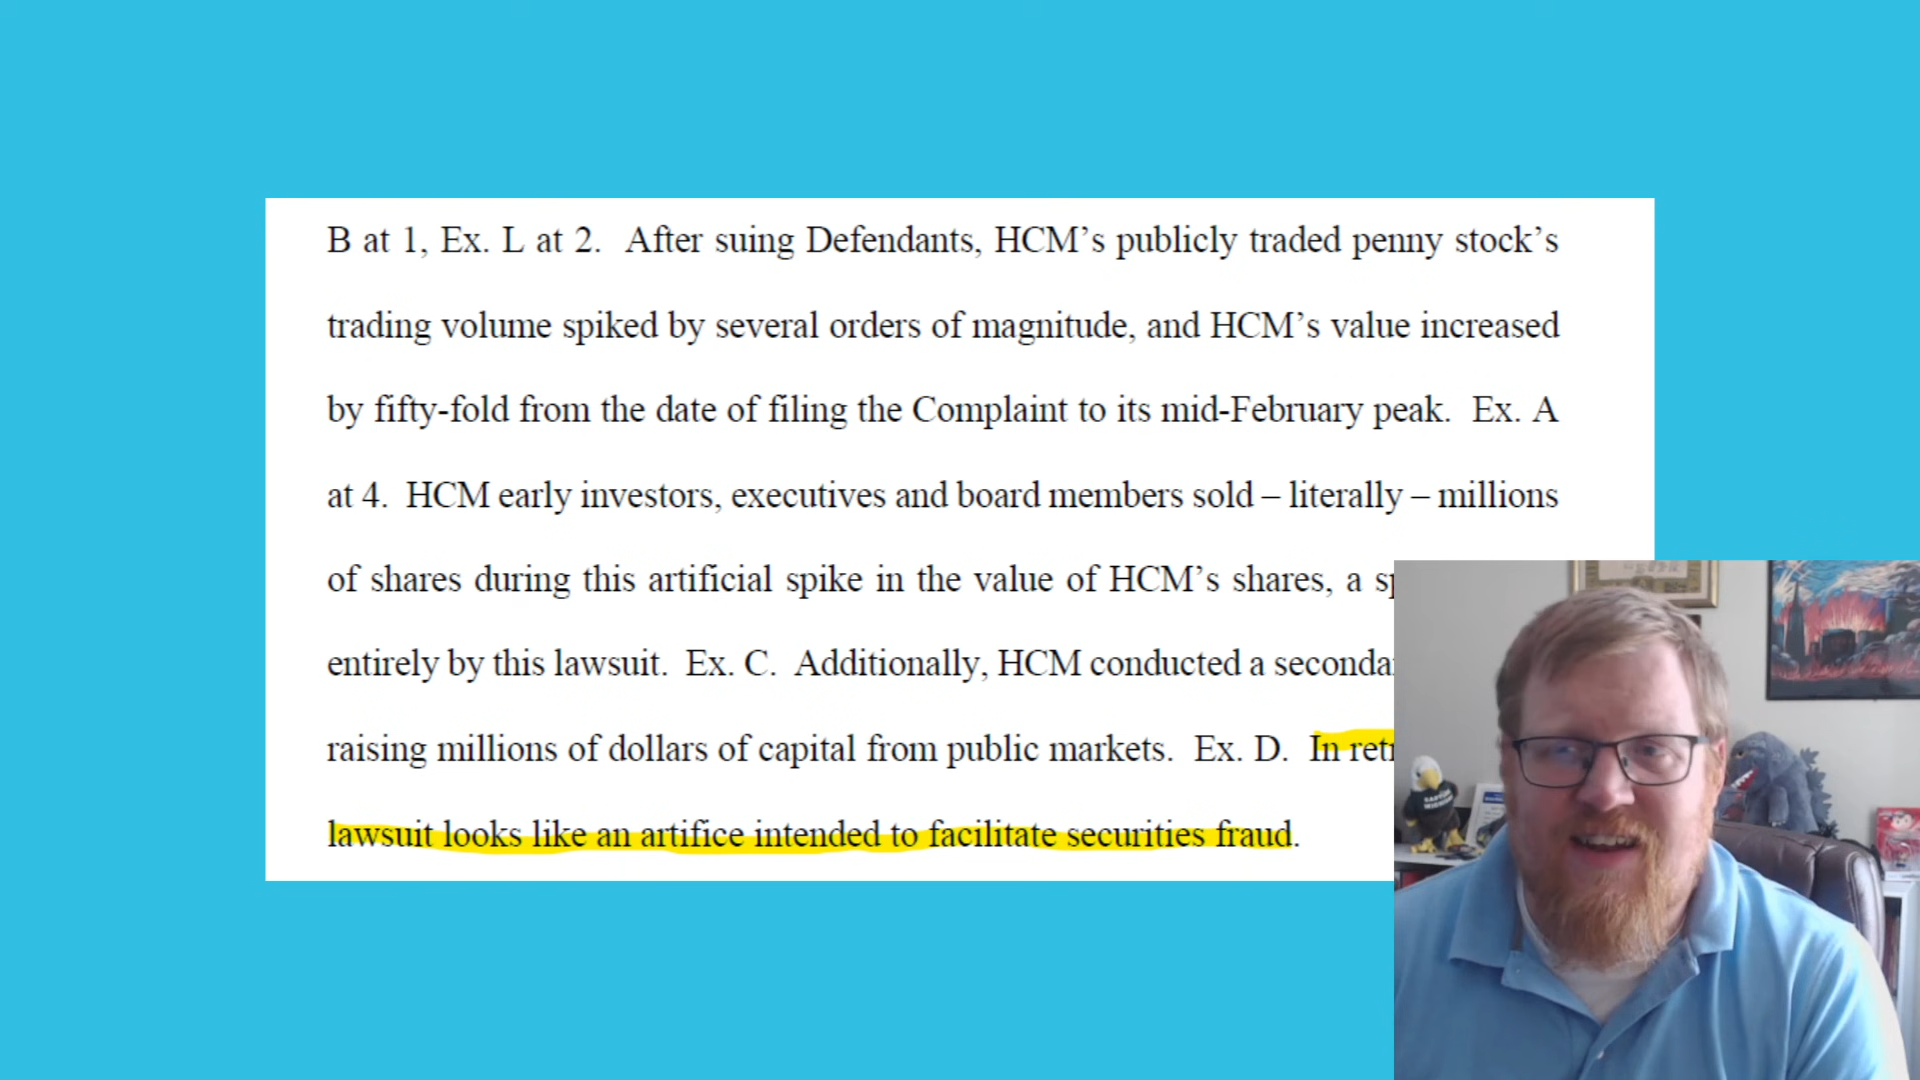 B at 1, Ex. L at 2. After suing Defendants, HCM's publicly traded penny stock's
trading volume spiked by several orders of magnitude, and HCM's value increased
by fifty-fold from the date of filing the Complaint to its mid-February peak. Ex. A
at 4. HCM early investors, executives and board members sold – literally – millions
of shares during this artificial spike in the value of HCM's shares, a
entirely by this lawsuit. Ex. C. Additionally, HCM conducted a
raising millions of dollars of capital from public markets. Ex. D. In
lawsuit looks like an artifice intended to facilitate securities fraud.